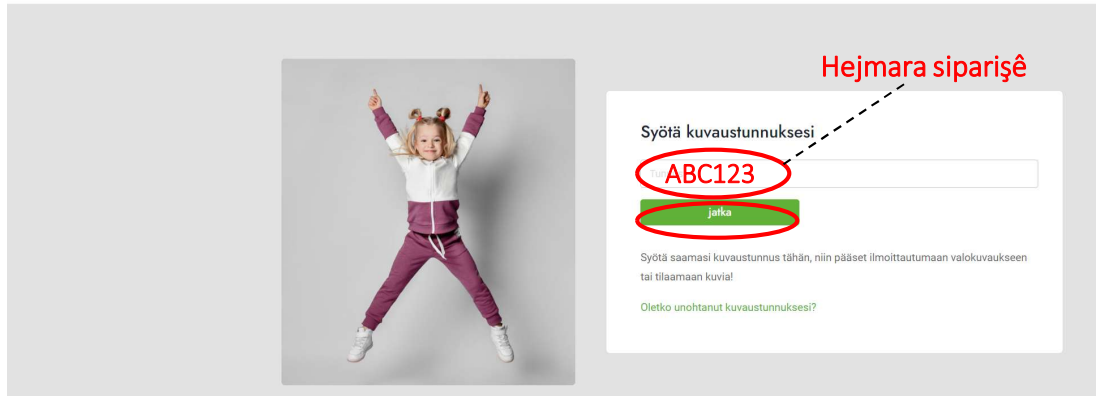 Hejmara siparişê
Syötä kuvaustunnuksesi
ABC123
jatka
Syötä saamasi kuvaustunnus tähän, niin pääset ilmoittautumaan valokuvaukseen
tai tilaamaan kuvia!
Oletko unohtanut kuvaustunnuksesi?